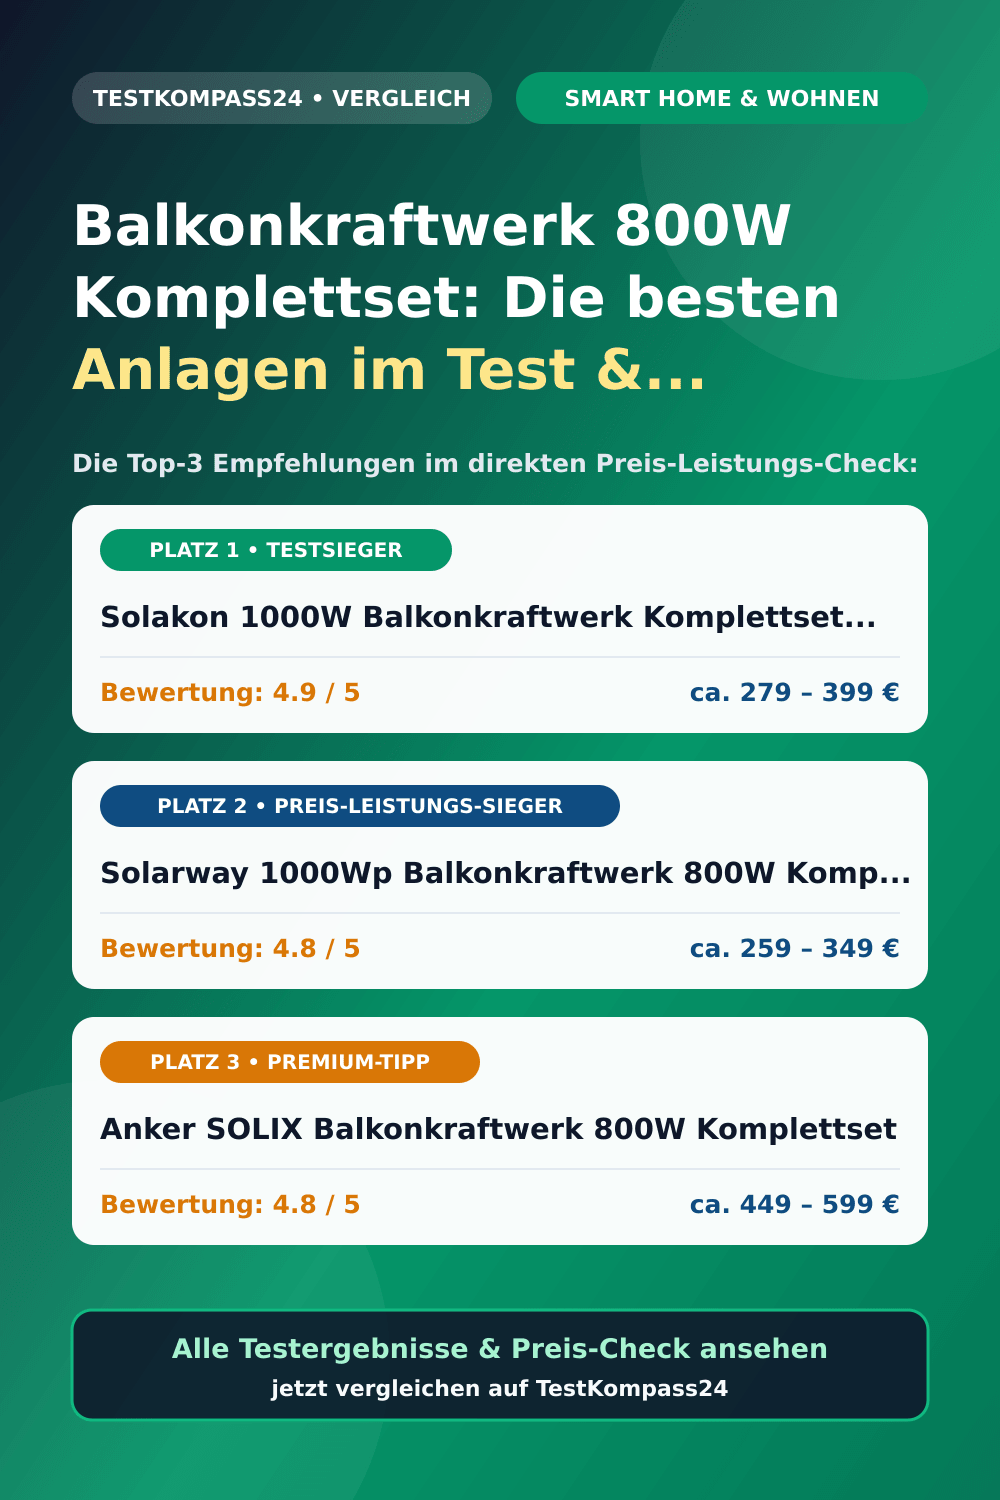 TESTKOMPASS24 • VERGLEICH
SMART HOME & WOHNEN
Balkonkraftwerk 800W
Komplettset: Die besten
Anlagen im Test &...
Die Top-3 Empfehlungen im direkten Preis-Leistungs-Check:
PLATZ 1 • TESTSIEGER
Solakon 1000W Balkonkraftwerk Komplettset...
Bewertung: 4.9 / 5
ca. 279 – 399 €
PLATZ 2 • PREIS-LEISTUNGS-SIEGER
Solarway 1000Wp Balkonkraftwerk 800W Komp...
Bewertung: 4.8 / 5
ca. 259 – 349 €
PLATZ 3 • PREMIUM-TIPP
Anker SOLIX Balkonkraftwerk 800W Komplettset
Bewertung: 4.8 / 5
ca. 449 – 599 €
Alle Testergebnisse & Preis-Check ansehen
jetzt vergleichen auf TestKompass24